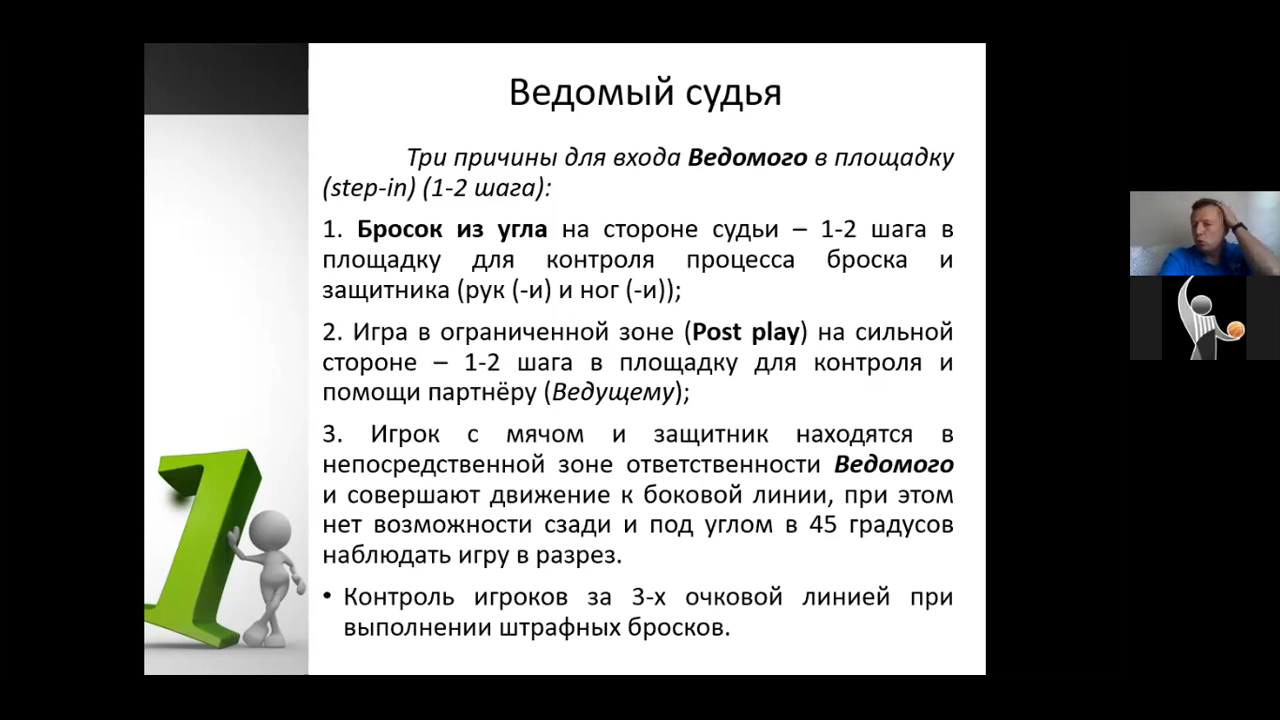 Ведомый судья
Три причины для входа Ведомого в площадку
(step-in) (1-2 шага):
1. Бросок из угла на стороне судьи – 1-2 шага в
площадку для контроля процесса броска и
защитника (рук (-и) и ног (-и));
2. Игра в ограниченной зоне (Post play) на сильной
стороне – 1-2 шага в площадку для контроля и
помощи партнёру (Ведущему);
3. Игрок с мячом и защитник находятся в
непосредственной зоне ответственности Ведомого
и совершают движение к боковой линии, при этом
нет возможности сзади и под углом в 45 градусов
наблюдать игру в разрез.
• Контроль игроков за 3-х очковой линией при
выполнении штрафных бросков.
1